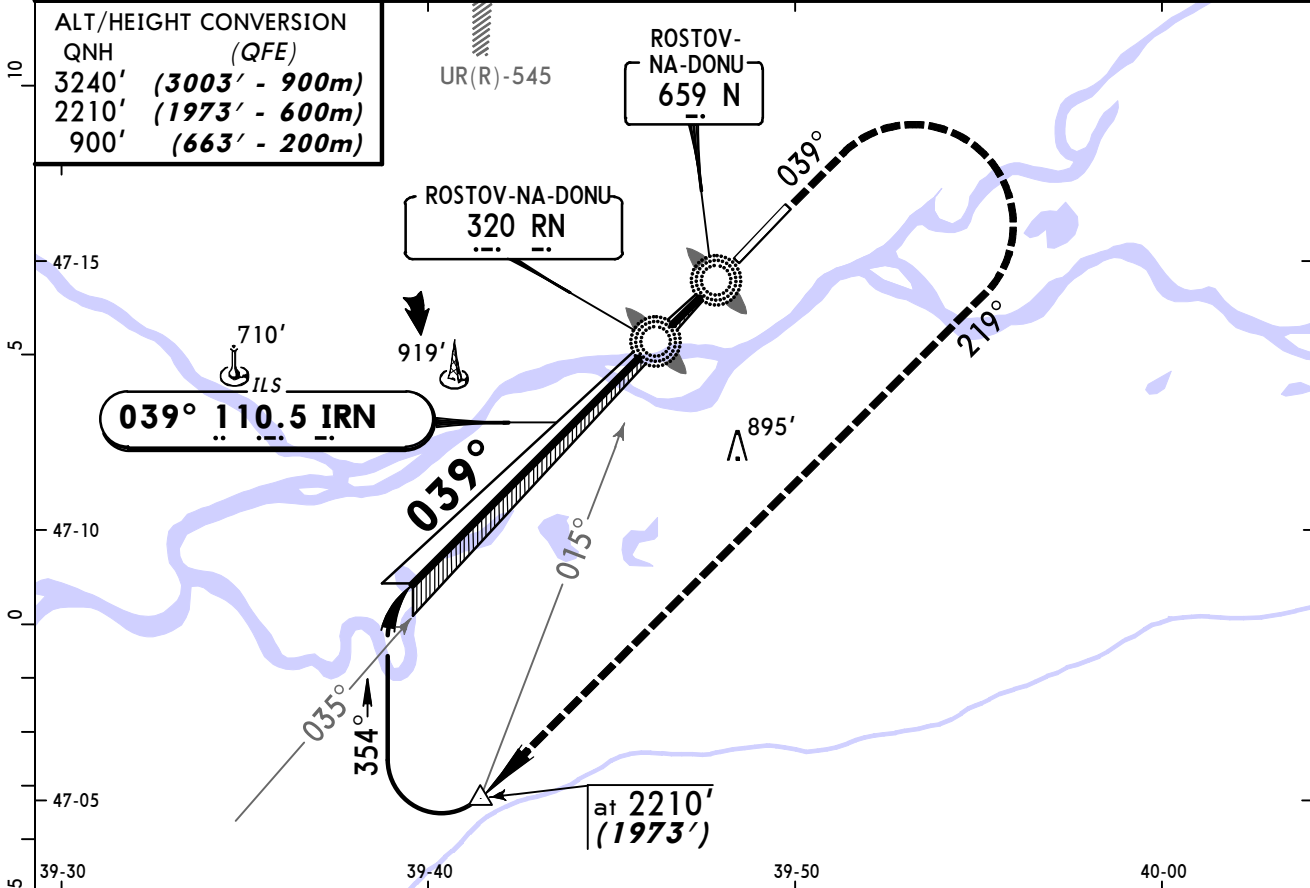 ALT/HEIGHT CONVERSION
QNH (QFE)
3240' (3003' - 900m)
2210' (1973' - 600m)
900' (663' - 200m)
UR(R)-545
ROSTOV-
NA-DONU
659 N
039°
ROSTOV-NA-DONU
320 RN
10
47-15
219°
710'
919'
5
ILS
039° 110.5 IRN
895'
039°
47-10
015°
0
035°
354°
47-05
at 2210'
(1973')
5
39-30
39-40
39-50
40-00